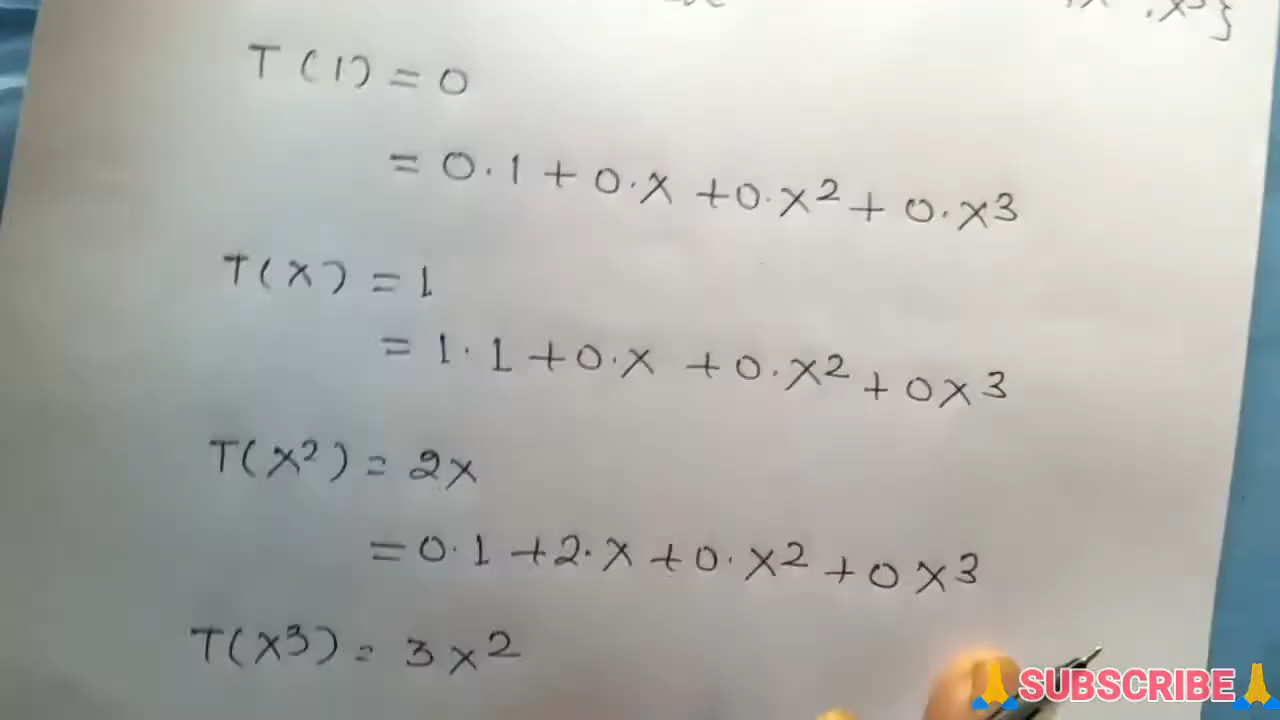 , x³}
T(1) = 0
= 0.1 + 0.x + 0.x² + 0.x³
T(x) = 1
= 1.1 + 0.x + 0.x² + 0x³
T(x²) = 2x
= 0.1 + 2.x + 0.x² + 0x³
T(x³) = 3x²
🙏SUBSCRIBE🙏